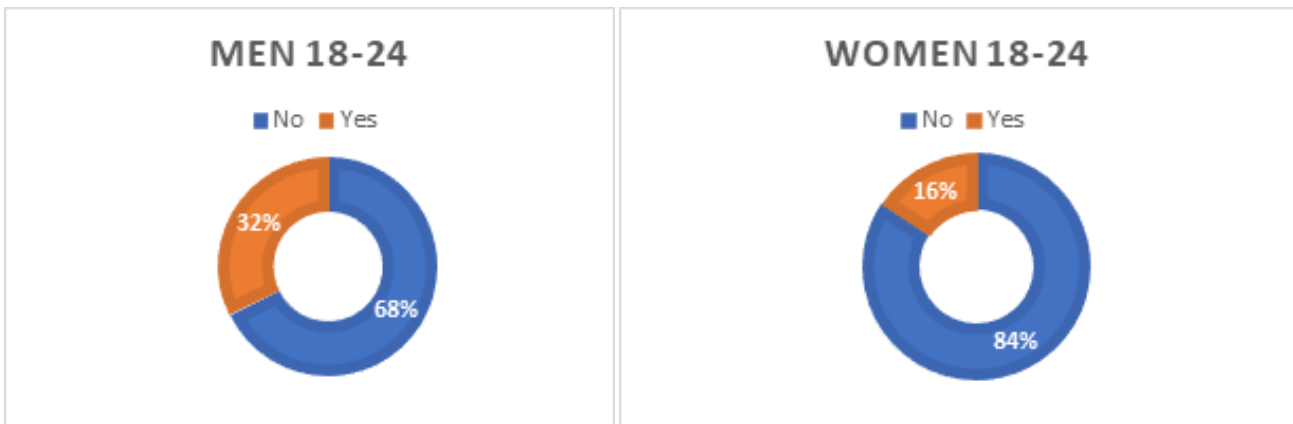 MEN 18-24
No Yes
32%
68%
WOMEN 18-24
No Yes
16%
84%